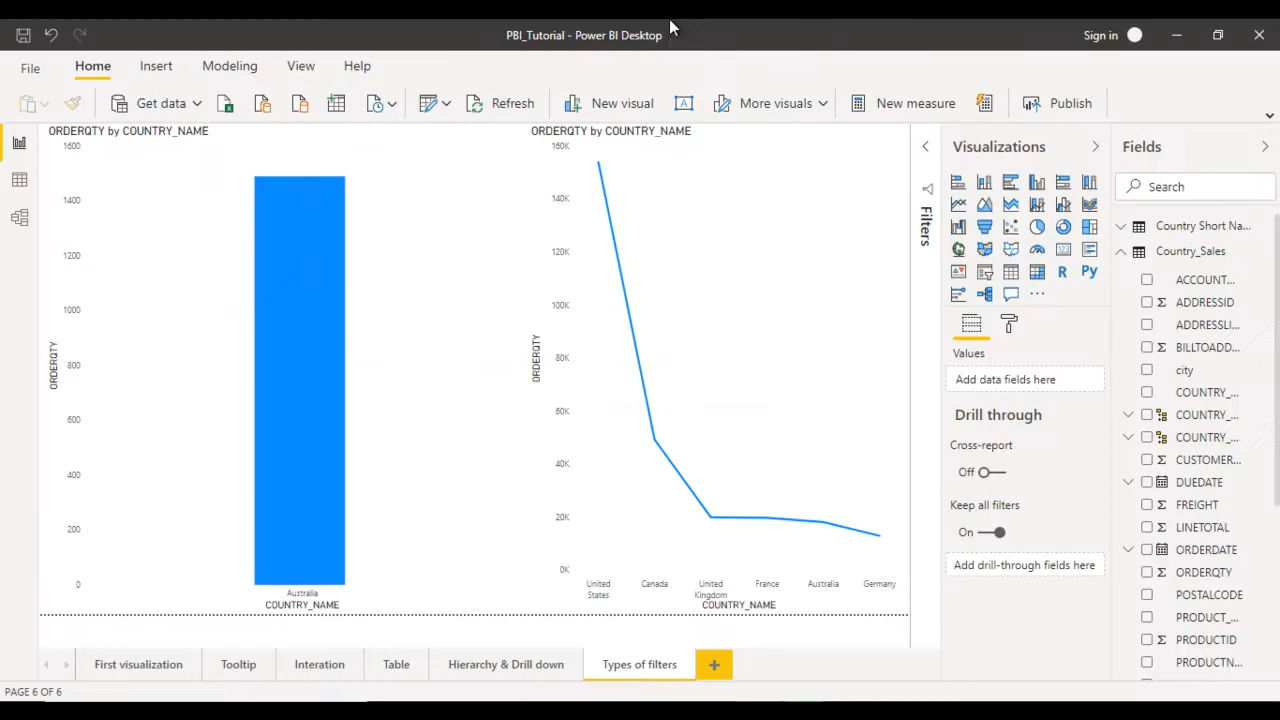 PBI_Tutorial - Power BI Desktop
Sign in
File
Home
Insert
Modeling
View
Help
Get data
Refresh
New visual
A
More visuals
New measure
Publish
ORDERQTY by COUNTRY_NAME
1600
1400
1200
1000
800
600
400
200
0
ORDERQTY
Australia
COUNTRY_NAME
ORDERQTY by COUNTRY_NAME
160K
140K
120K
100K
80K
60K
40K
20K
0K
ORDERQTY
United
States
Canada
United
Kingdom
France
Australia
Germany
COUNTRY_NAME
Filters
Visualizations
123
R
Py
Values
Add data fields here
Drill through
Cross-report
Off
Keep all filters
On
Add drill-through fields here
Fields
Search
Country Short Na...
Country_Sales
ACCOUNT...
Σ ADDRESSID
ADDRESSLI...
Σ BILLTOADD...
city
COUNTRY_...
COUNTRY_...
COUNTRY_...
Σ CUSTOMER...
DUEDATE
Σ FREIGHT
Σ LINETOTAL
ORDERDATE
Σ ORDERQTY
POSTALCODE
PRODUCT_...
Σ PRODUCTID
PRODUCTN...
First visualization
Tooltip
Interation
Table
Hierarchy & Drill down
Types of filters
+
PAGE 6 OF 6